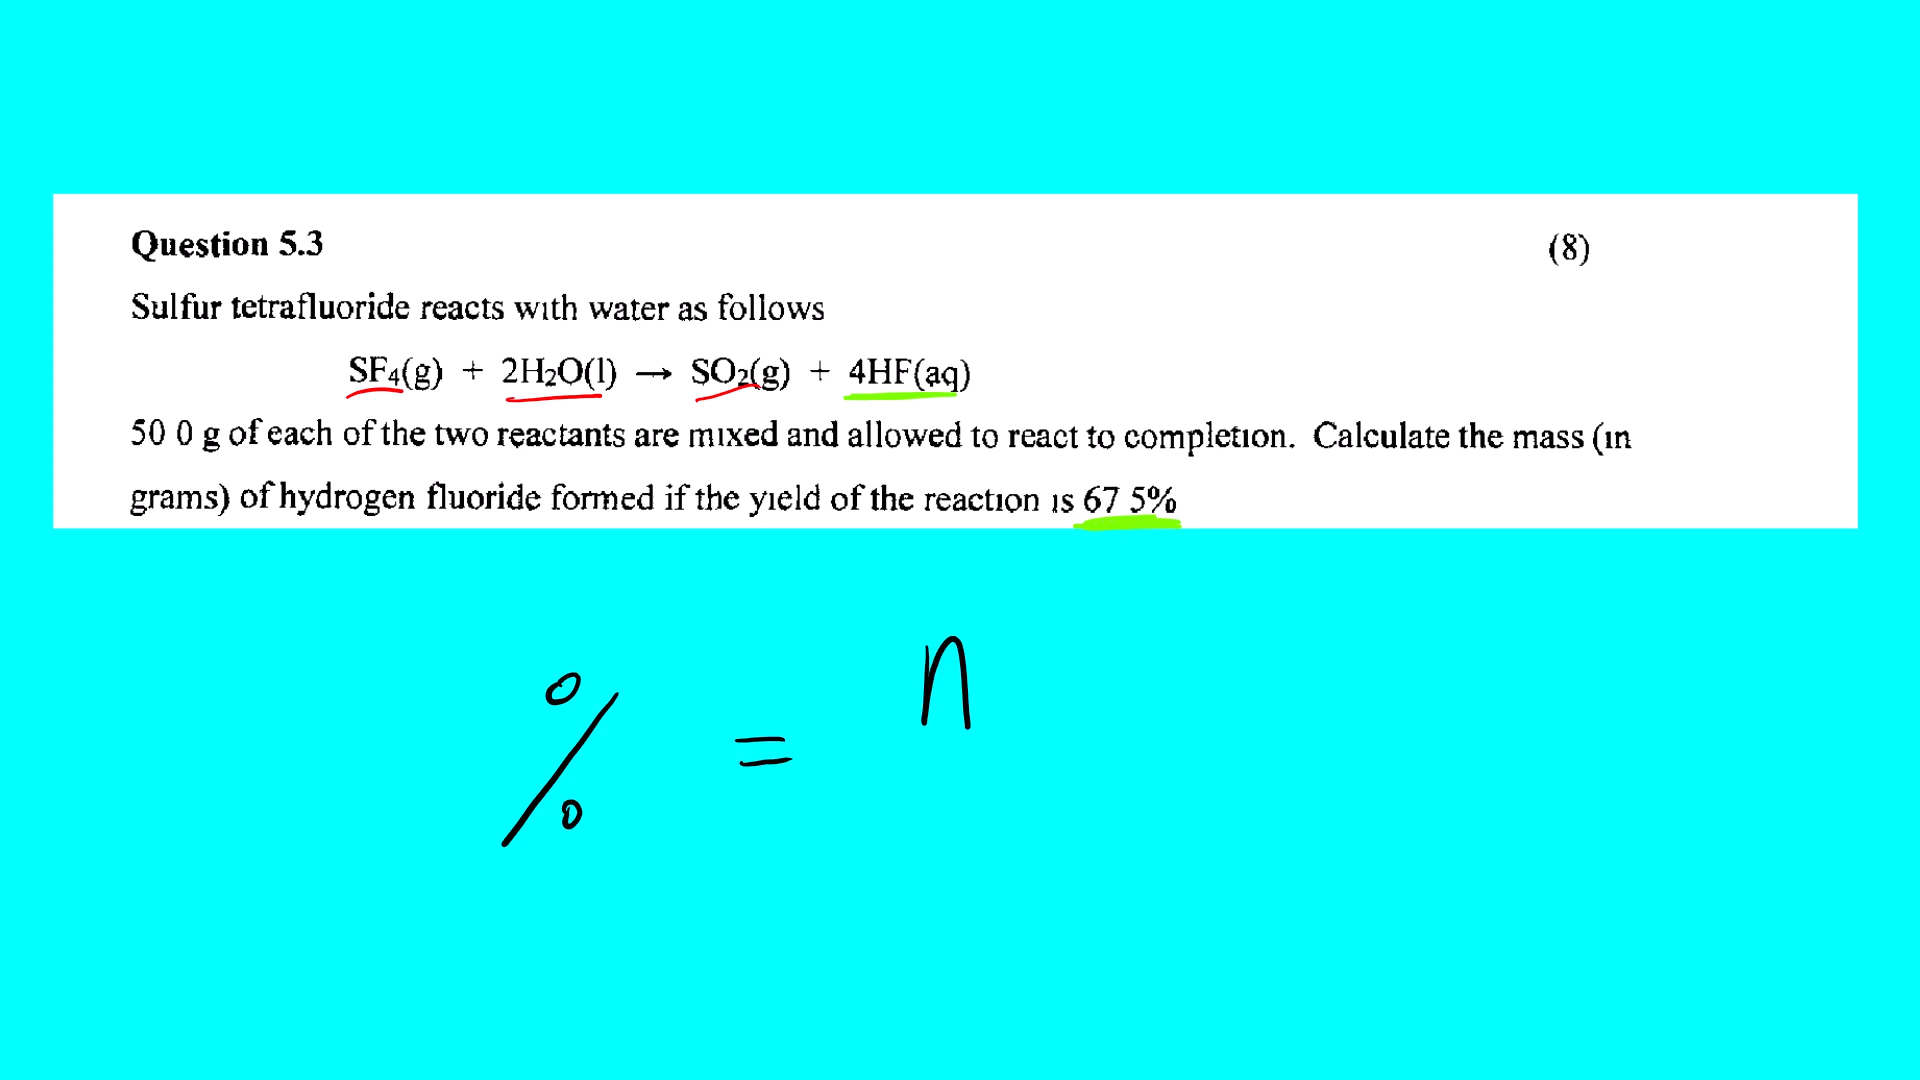 Question 5.3 (8)
Sulfur tetrafluoride reacts with water as follows
SF₄(g) + 2H₂O(l) → SO₂(g) + 4HF(aq)
50 0 g of each of the two reactants are mixed and allowed to react to completion. Calculate the mass (in
grams) of hydrogen fluoride formed if the yield of the reaction is 67 5%
% = n